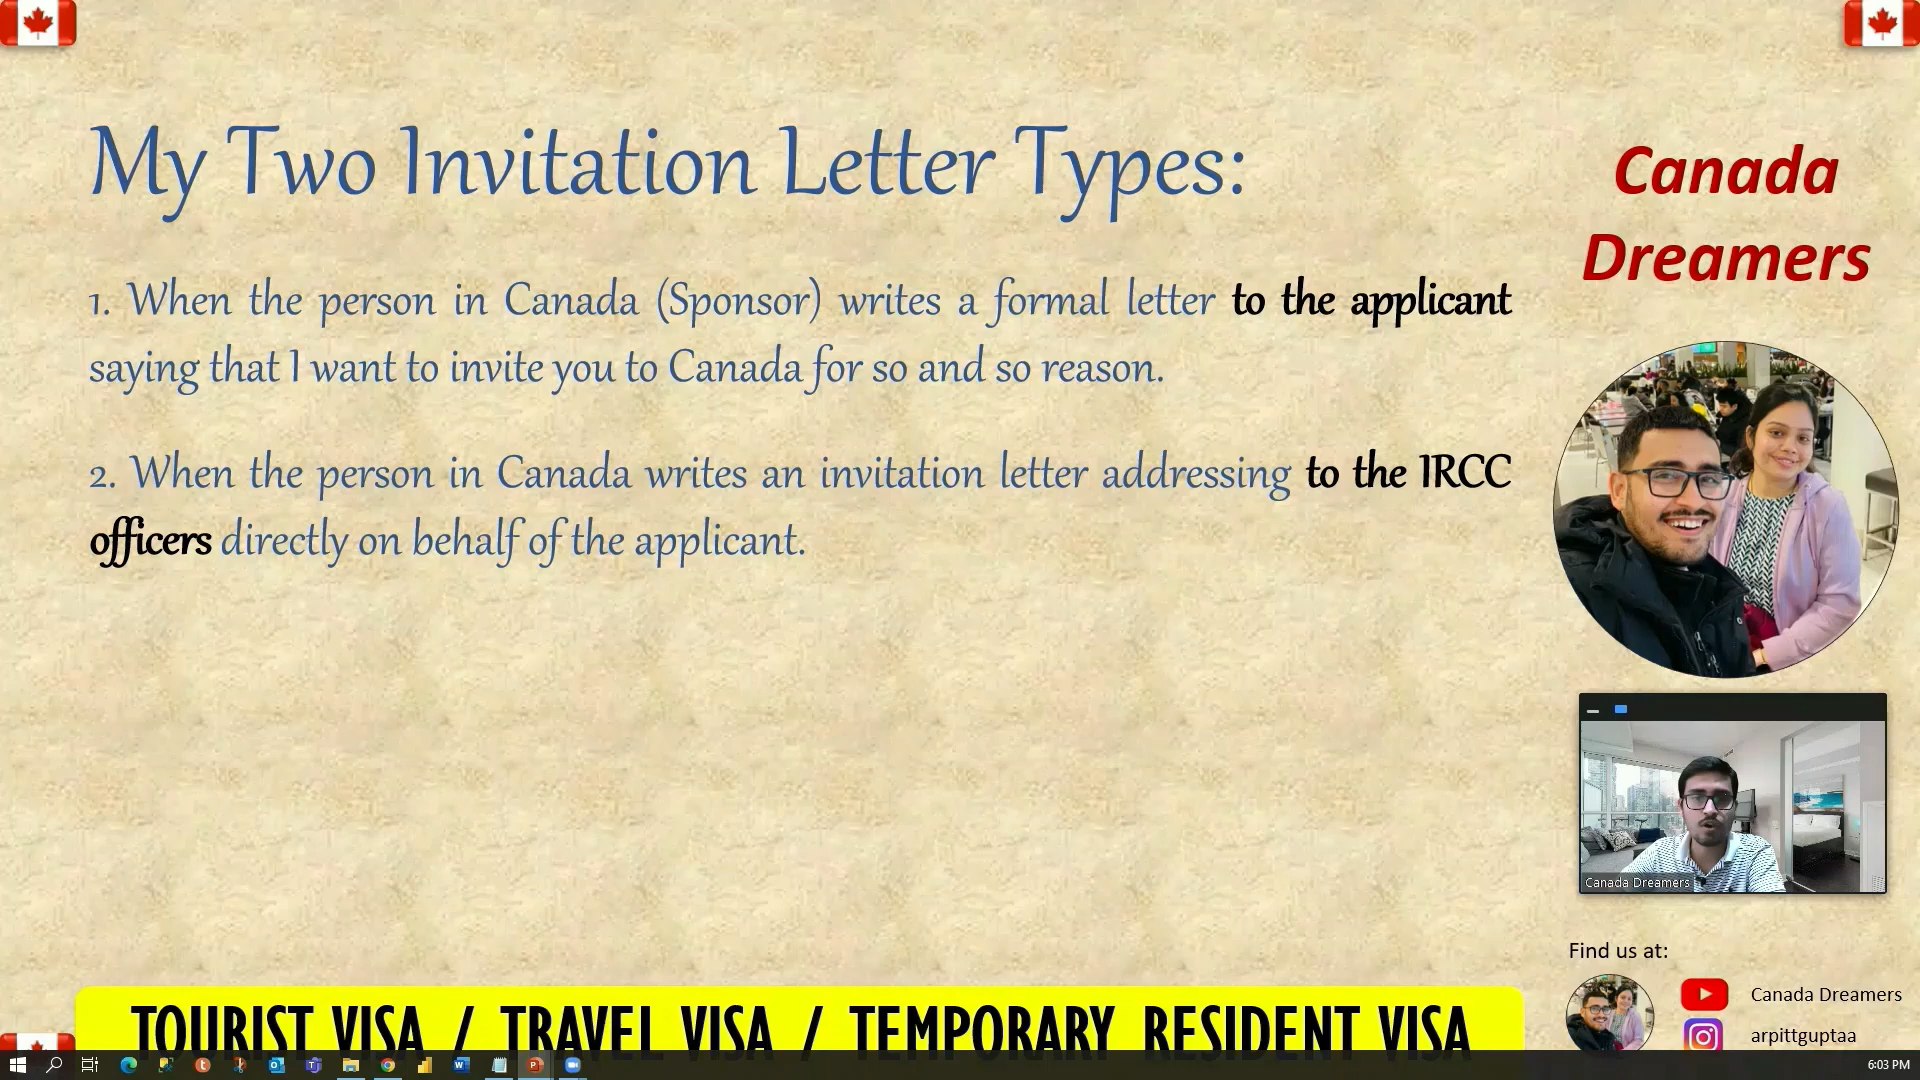 My Two Invitation Letter Types:
1. When the person in Canada (Sponsor) writes a formal letter to the applicant
saying that I want to invite you to Canada for so and so reason.
2. When the person in Canada writes an invitation letter addressing to the IRCC
officers directly on behalf of the applicant.
Canada
Dreamers
Canada Dreamers
Find us at:
Canada Dreamers
arpittguptaa
TOURIST VISA / TRAVEL VISA / TEMPORARY RESIDENT VISA
6:03 PM